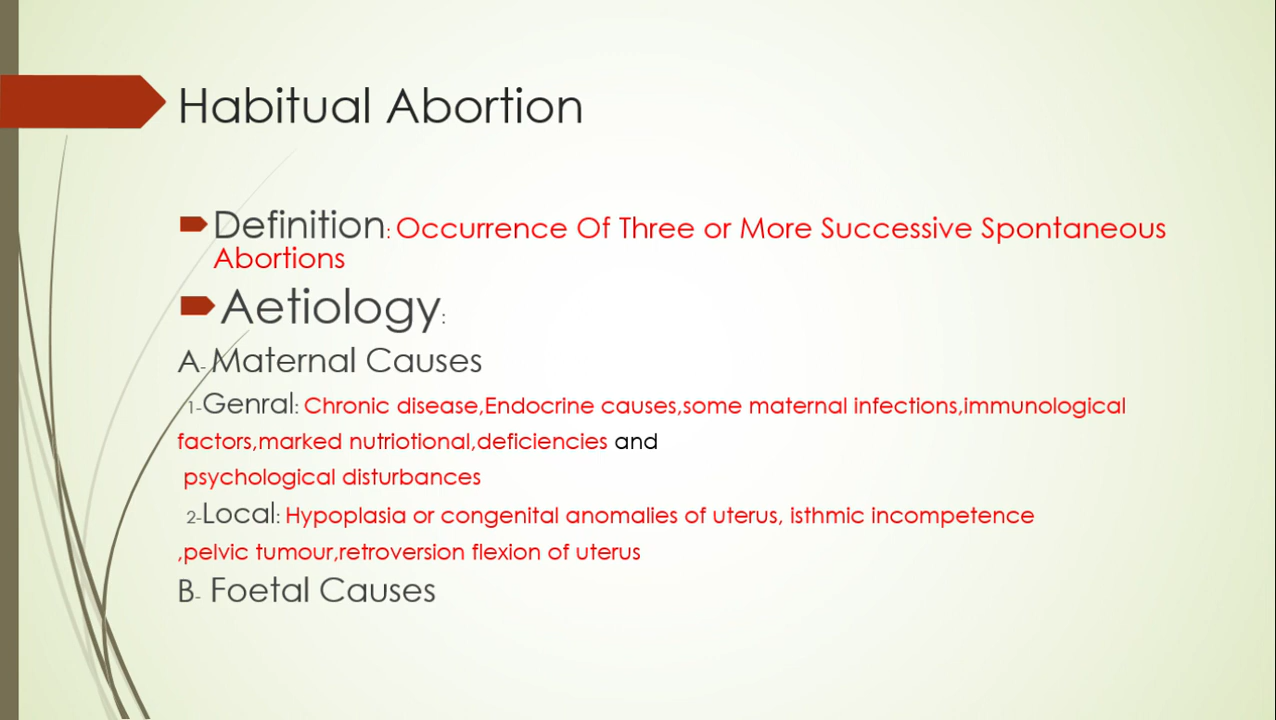 Habitual Abortion
Definition: Occurrence Of Three or More Successive Spontaneous
Abortions
Aetiology:
A- Maternal Causes
1-Genral: Chronic disease,Endocrine causes,some maternal infections,immunological
factors,marked nutriotional,deficiencies and
psychological disturbances
2-Local: Hypoplasia or congenital anomalies of uterus, isthmic incompetence
,pelvic tumour,retroversion flexion of uterus
B- Foetal Causes